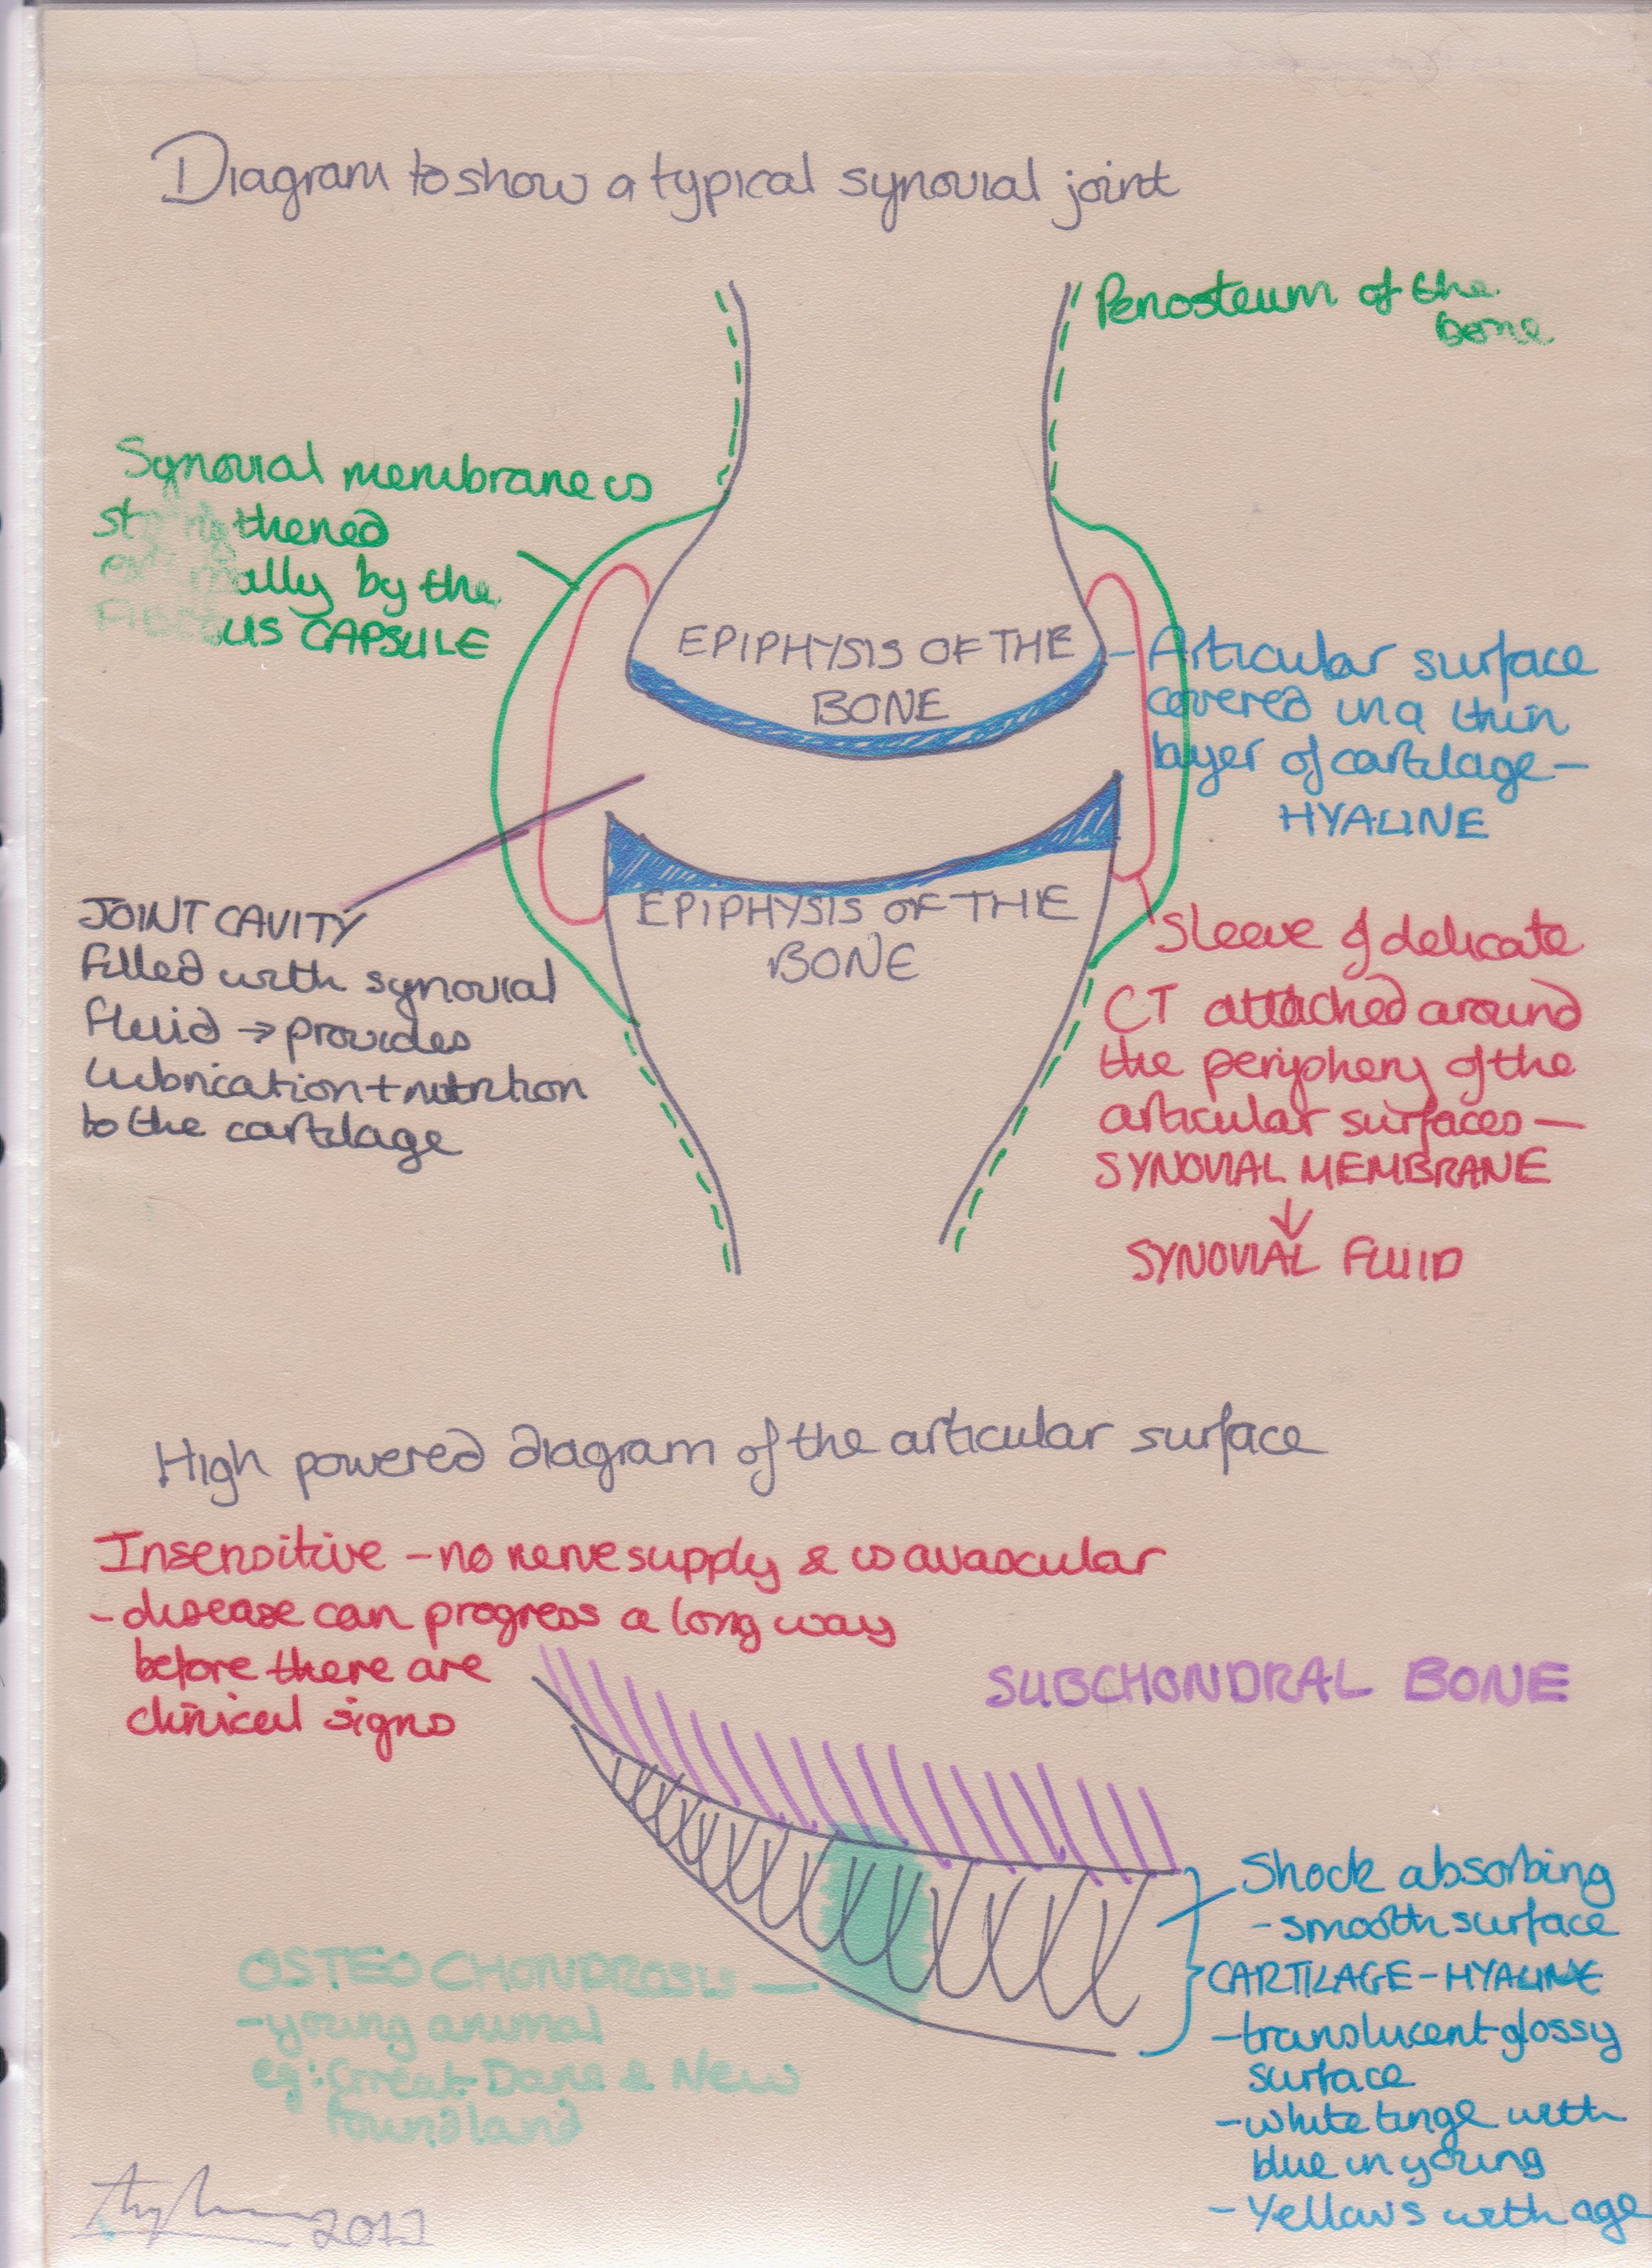 Diagram to show a typical synovial joint
Periosteum of the
bone
Synovial membrane is
strengthened
externally by the
FIBROUS CAPSULE
EPIPHYSIS OF THE
BONE
Articular surface
covered in a thin
layer of cartilage –
HYALINE
EPIPHYSIS OF THE
BONE
JOINT CAVITY
filled with synovial
fluid → provides
lubrication + nutrition
to the cartilage
Sleeve of delicate
CT attached around
the periphery of the
articular surfaces –
SYNOVIAL MEMBRANE
↓
SYNOVIAL FLUID
High powered diagram of the articular surface
Insensitive – no nerve supply & is avascular
– disease can progress a long way
before there are
clinical signs
SUBCHONDRAL BONE
Shock absorbing
– smooth surface
CARTILAGE – HYALINE
– translucent glossy
surface
– white tinge with
blue in young
– Yellows with age
OSTEO CHONDROSIS
– young animal
eg: Great Dane & New
foundland
2011